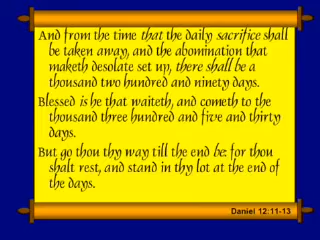 And from the time that the daily sacrifice shall
be taken away, and the abomination that
maketh desolate set up, there shall be a
thousand two hundred and ninety days.
Blessed is he that waiteth, and cometh to the
thousand three hundred and five and thirty
days.
But go thou thy way till the end be: for thou
shalt rest, and stand in thy lot at the end of
the days.
Daniel 12:11-13